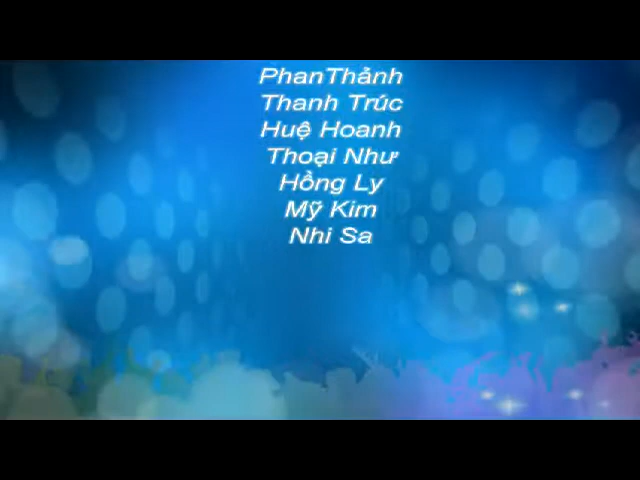 PhanThảnh
Thanh Trúc
Huệ Hoanh
Thoại Như
Hồng Ly
Mỹ Kim
Nhi Sa